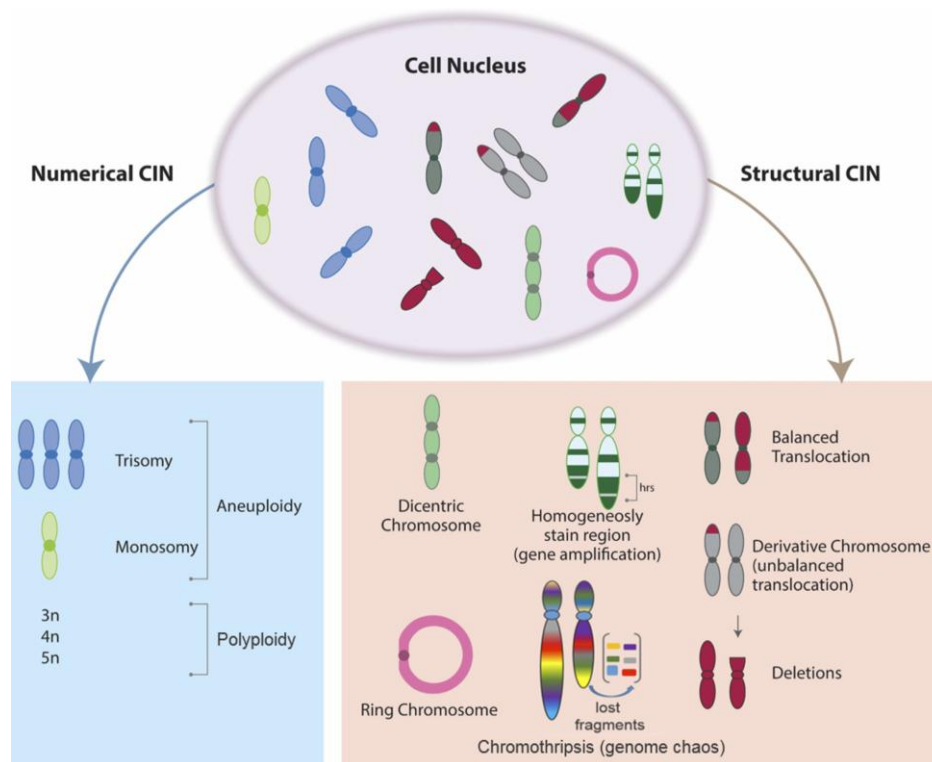 Cell Nucleus
Numerical CIN
Structural CIN
Trisomy
Aneuploidy
Monosomy
3n
4n
5n
Polyploidy
Dicentric
Chromosome
hrs
Homogeneosly
stain region
(gene amplification)
Balanced
Translocation
Derivative Chromosome
(unbalanced
translocation)
Ring Chromosome
lost
fragments
Chromothripsis (genome chaos)
Deletions